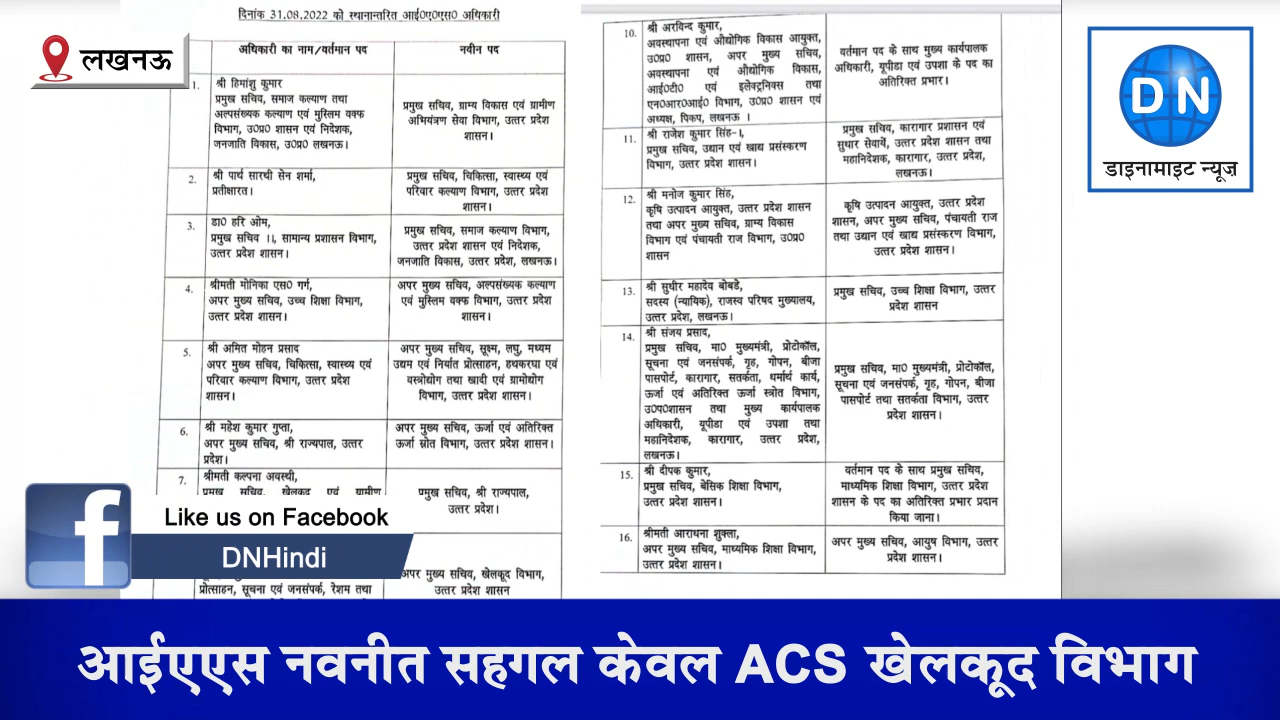 दिनांक 31.08.2022 को स्थानान्तरित आई0ए0एस0 अधिकारी
लखनऊ
अधिकारी का नाम/वर्तमान पद
नवीन पद
1.
श्री हिमांशु कुमार
प्रमुख सचिव, समाज कल्याण तथा
अल्पसंख्यक कल्याण एवं मुस्लिम वक्फ
विभाग, उ0प्र0 शासन एवं निदेशक,
जनजाति विकास, उ0प्र0 लखनऊ।
प्रमुख सचिव, ग्राम्य विकास एवं ग्रामीण
अभियंत्रण सेवा विभाग, उत्तर प्रदेश
शासन।
2.
श्री पार्थ सारथी सेन शर्मा,
प्रतीक्षारत।
प्रमुख सचिव, चिकित्सा, स्वास्थ्य एवं
परिवार कल्याण विभाग, उत्तर प्रदेश
शासन।
3.
डा0 हरि ओम,
प्रमुख सचिव ।।, सामान्य प्रशासन विभाग,
उत्तर प्रदेश शासन।
प्रमुख सचिव, समाज कल्याण विभाग,
उत्तर प्रदेश शासन एवं निदेशक,
जनजाति विकास, उत्तर प्रदेश, लखनऊ।
4.
श्रीमती मोनिका एस0 गर्ग,
अपर मुख्य सचिव, उच्च शिक्षा विभाग,
उत्तर प्रदेश शासन।
अपर मुख्य सचिव, अल्पसंख्यक कल्याण
एवं मुस्लिम वक्फ विभाग, उत्तर प्रदेश
शासन।
5.
श्री अमित मोहन प्रसाद
अपर मुख्य सचिव, चिकित्सा, स्वास्थ्य एवं
परिवार कल्याण विभाग, उत्तर प्रदेश
शासन।
अपर मुख्य सचिव, सूक्ष्म, लघु, मध्यम
उद्यम एवं निर्यात प्रोत्साहन, हथकरघा एवं
वस्त्रोद्योग तथा खादी एवं ग्रामोद्योग
विभाग, उत्तर प्रदेश शासन।
6.
श्री महेश कुमार गुप्ता,
अपर मुख्य सचिव, श्री राज्यपाल, उत्तर
प्रदेश।
अपर मुख्य सचिव, ऊर्जा एवं अतिरिक्त
ऊर्जा स्रोत विभाग, उत्तर प्रदेश शासन।
7.
श्रीमती कल्पना अवस्थी,
प्रमुख सचिव, खेलकूद एवं ग्रामीण
प्रमुख सचिव, श्री राज्यपाल,
उत्तर प्रदेश।
प्रोत्साहन, सूचना एवं जनसंपर्क, रेशम तथा
अपर मुख्य सचिव, खेलकूद विभाग,
उत्तर प्रदेश शासन
10.
श्री अरविन्द कुमार,
अवस्थापना एवं औद्योगिक विकास आयुक्त,
उ0प्र0 शासन, अपर मुख्य सचिव,
अवस्थापना एवं औद्योगिक विकास,
आई0टी0 एवं इलेक्ट्रनिक्स तथा
एन0आर0आई0 विभाग, उ0प्र0 शासन एवं
अध्यक्ष, पिकप, लखनऊ ।
वर्तमान पद के साथ मुख्य कार्यपालक
अधिकारी, यूपीडा एवं उपशा के पद का
अतिरिक्त प्रभार।
11.
श्री राजेश कुमार सिंह-।,
प्रमुख सचिव, उद्यान एवं खाद्य प्रसंस्करण
विभाग, उत्तर प्रदेश शासन।
प्रमुख सचिव, कारागार प्रशासन एवं
सुधार सेवायें, उत्तर प्रदेश शासन तथा
महानिदेशक, कारागार, उत्तर प्रदेश,
लखनऊ।
12.
श्री मनोज कुमार सिंह,
कृषि उत्पादन आयुक्त, उत्तर प्रदेश शासन
तथा अपर मुख्य सचिव, ग्राम्य विकास
विभाग एवं पंचायती राज विभाग, उ0प्र0
शासन
कृषि उत्पादन आयुक्त, उत्तर प्रदेश
शासन, अपर मुख्य सचिव, पंचायती राज
तथा उद्यान एवं खाद्य प्रसंस्करण विभाग,
उत्तर प्रदेश शासन।
13.
श्री सुधीर महादेव बोबडे,
सदस्य (न्यायिक), राजस्व परिषद मुख्यालय,
उत्तर प्रदेश, लखनऊ।
प्रमुख सचिव, उच्च शिक्षा विभाग, उत्तर
प्रदेश शासन
14.
श्री संजय प्रसाद,
प्रमुख सचिव, मा0 मुख्यमंत्री, प्रोटोकॉल,
सूचना एवं जनसंपर्क, गृह, गोपन, बीजा
पासपोर्ट, कारागार, सतर्कता, धर्मार्थ कार्य,
ऊर्जा एवं अतिरिक्त ऊर्जा स्त्रोत विभाग,
उ0प0शासन तथा मुख्य कार्यपालक
अधिकारी, यूपीडा एवं उपशा तथा
महानिदेशक, कारागार, उत्तर प्रदेश,
लखनऊ।
प्रमुख सचिव, मा0 मुख्यमंत्री, प्रोटोकॉल,
सूचना एवं जनसंपर्क, गृह, गोपन, बीजा
पासपोर्ट तथा सतर्कता विभाग, उत्तर
प्रदेश शासन।
15.
श्री दीपक कुमार,
प्रमुख सचिव, बेसिक शिक्षा विभाग,
उत्तर प्रदेश शासन।
वर्तमान पद के साथ प्रमुख सचिव,
माध्यमिक शिक्षा विभाग, उत्तर प्रदेश
शासन के पद का अतिरिक्त प्रभार प्रदान
किया जाना।
16.
श्रीमती आराधना शुक्ला,
अपर मुख्य सचिव, माध्यमिक शिक्षा विभाग,
उत्तर प्रदेश शासन।
अपर मुख्य सचिव, आयुष विभाग, उत्तर
प्रदेश शासन।
DN
डाइनामाइट न्यूज़
f
Like us on Facebook
DNHindi
आईएएस नवनीत सहगल केवल ACS खेलकूद विभाग